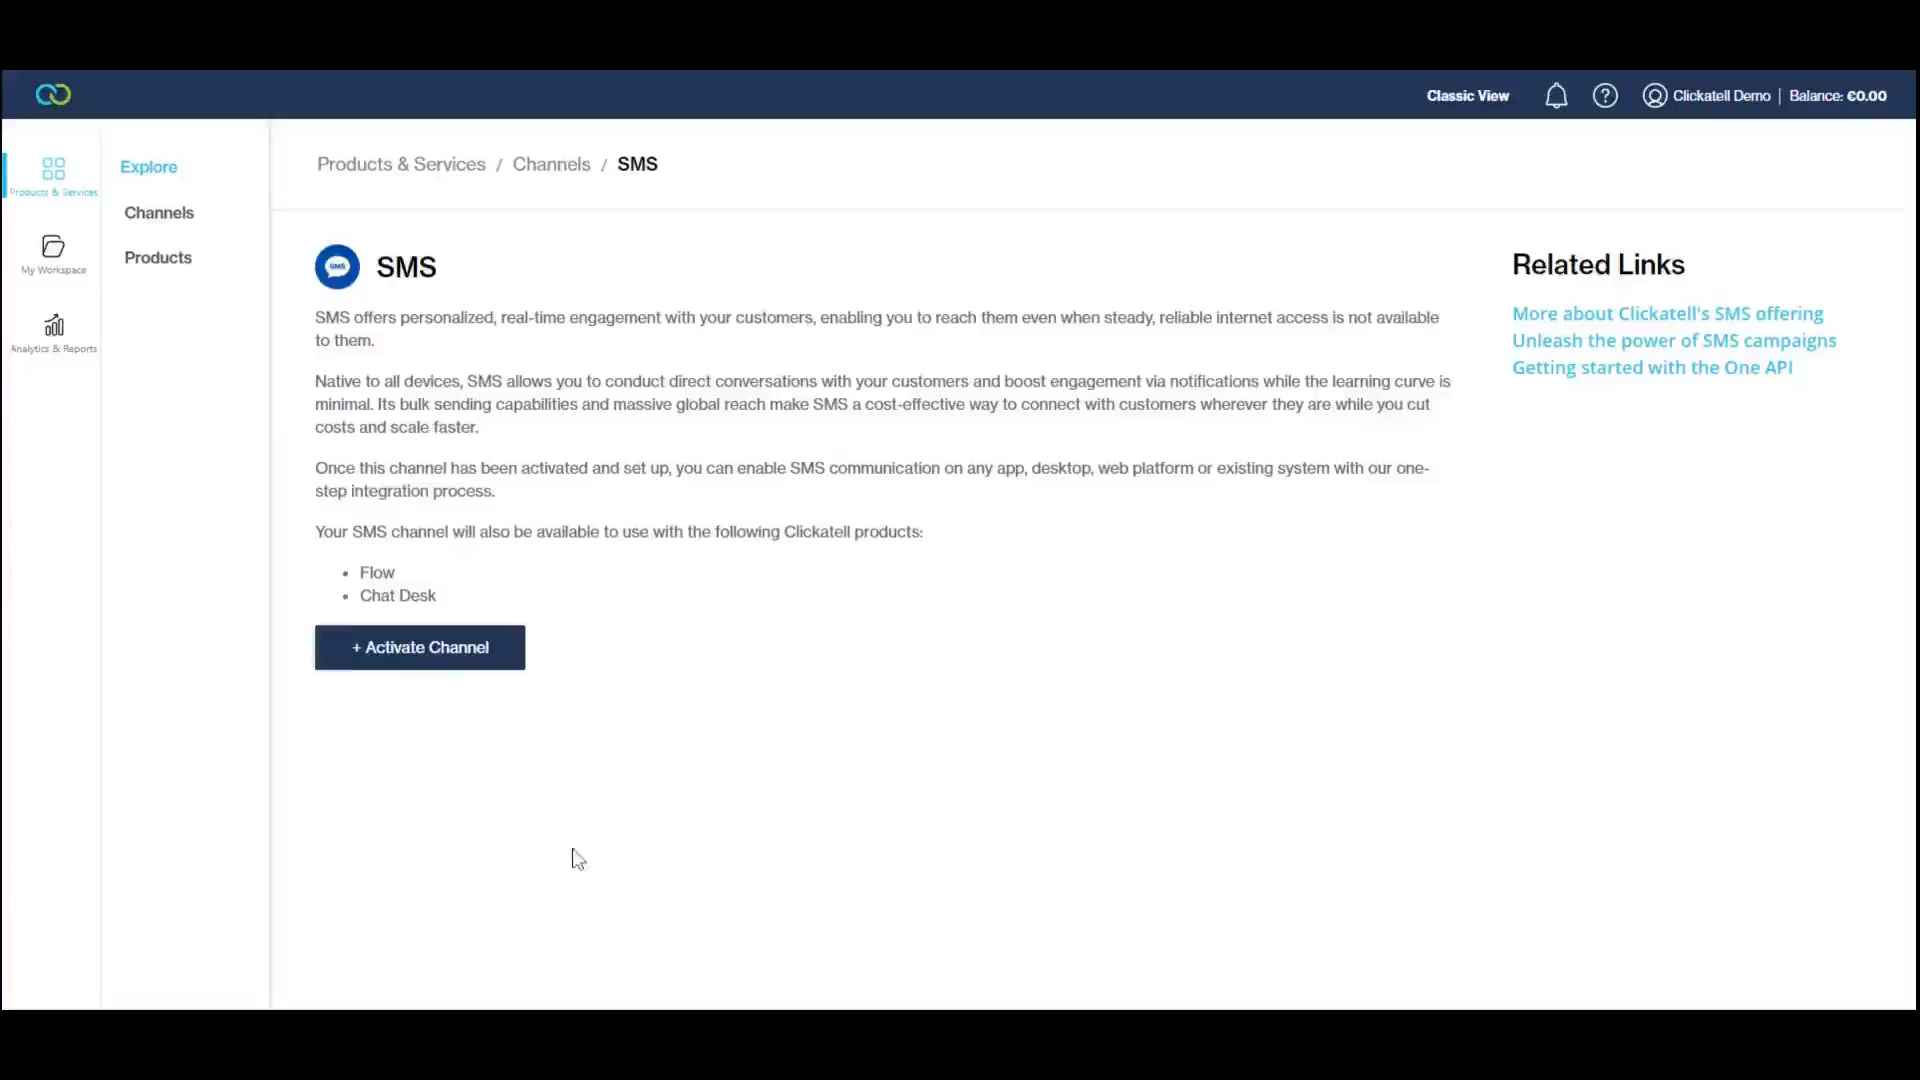 Classic View
Clickatell Demo | Balance: €0.00
Products & Services
My Workspace
Analytics & Reports
Explore
Channels
Products
Products & Services / Channels / SMS
SMS
SMS
SMS offers personalized, real-time engagement with your customers, enabling you to reach them even when steady, reliable internet access is not available
to them.
Native to all devices, SMS allows you to conduct direct conversations with your customers and boost engagement via notifications while the learning curve is
minimal. Its bulk sending capabilities and massive global reach make SMS a cost-effective way to connect with customers wherever they are while you cut
costs and scale faster.
Once this channel has been activated and set up, you can enable SMS communication on any app, desktop, web platform or existing system with our one-
step integration process.
Your SMS channel will also be available to use with the following Clickatell products:
• Flow
• Chat Desk
+ Activate Channel
Related Links
More about Clickatell's SMS offering
Unleash the power of SMS campaigns
Getting started with the One API